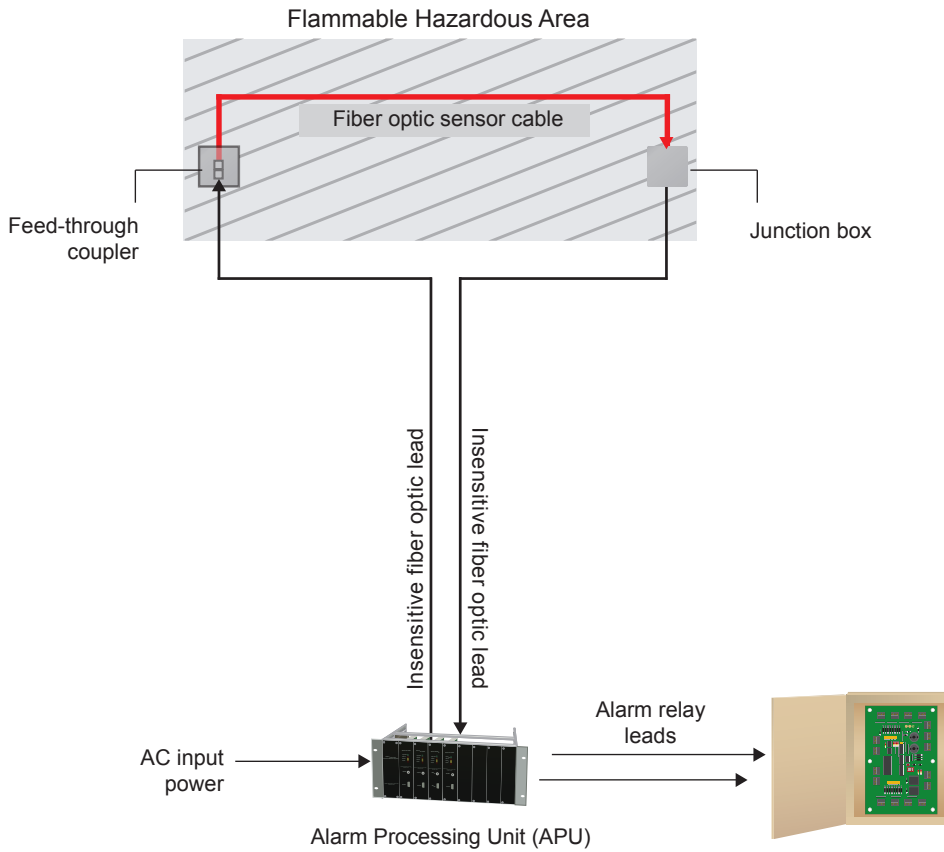 Flammable Hazardous Area
Fiber optic sensor cable
Feed-through
coupler
Junction box
Insensitive fiber optic lead
Insensitive fiber optic lead
Alarm relay
leads
AC input
power
Alarm Processing Unit (APU)